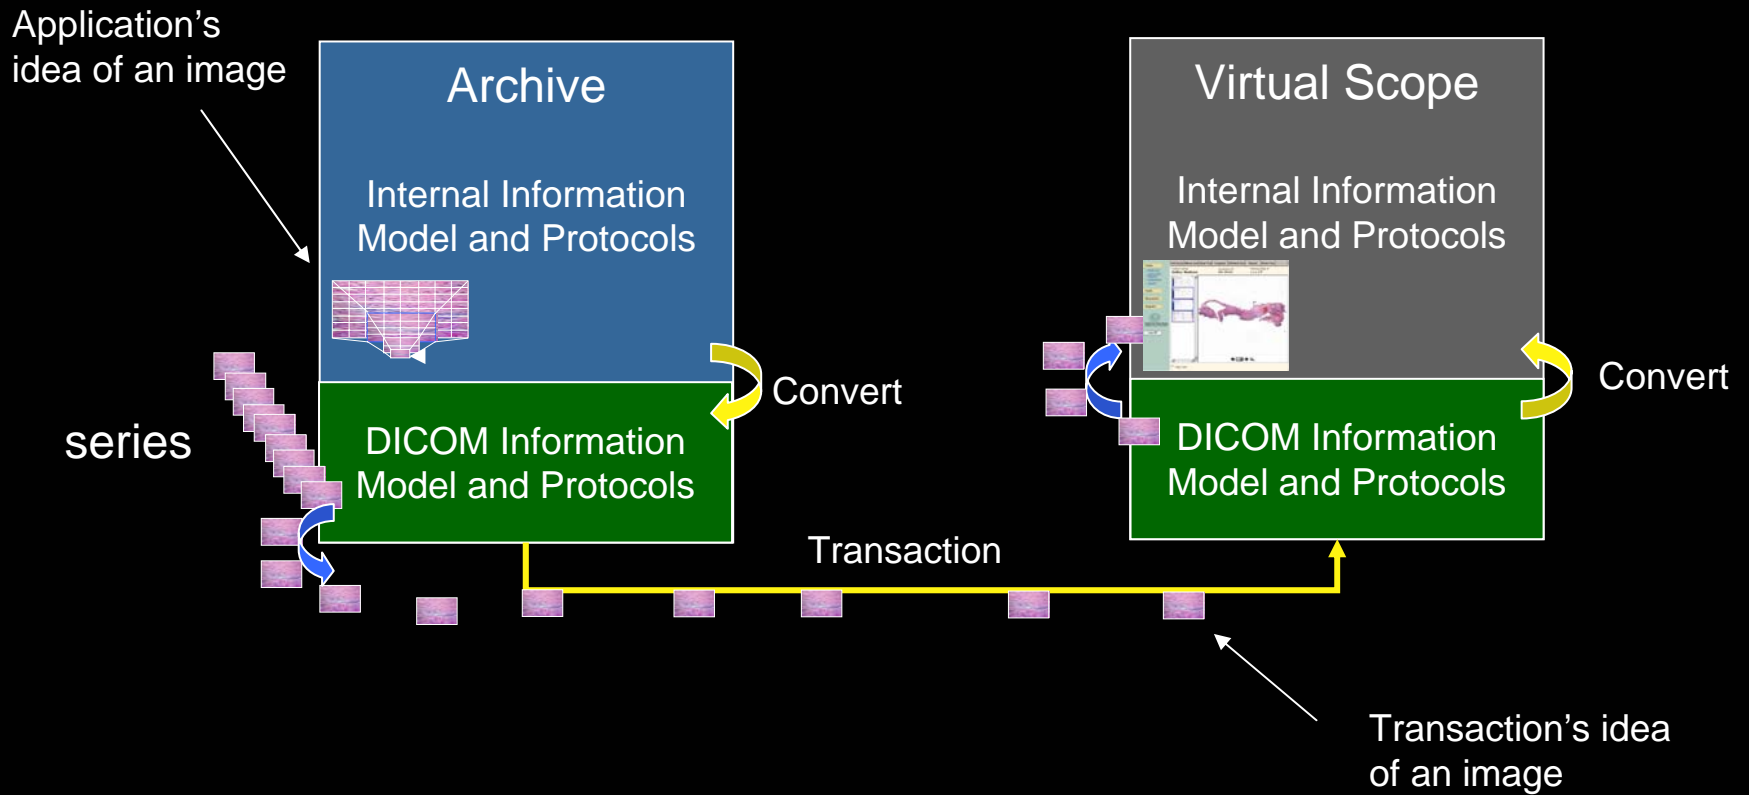 Application’s
idea of an image
Archive
Internal Information
Model and Protocols
Convert
series
DICOM Information
Model and Protocols
Transaction
Virtual Scope
Internal Information
Model and Protocols
Convert
DICOM Information
Model and Protocols
Transaction’s idea
of an image